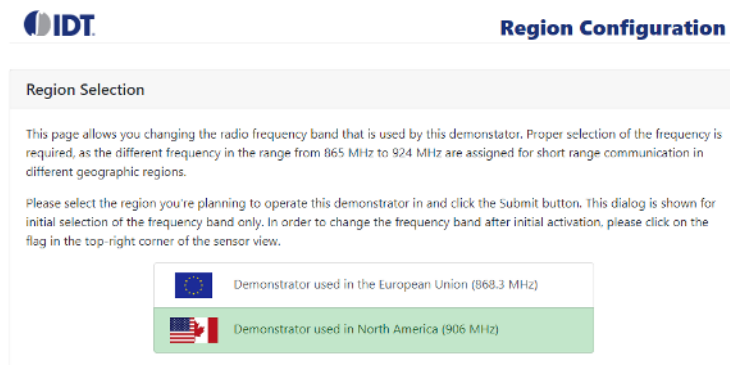 IDT.
Region Configuration
Region Selection
This page allows you changing the radio frequency band that is used by this demonstator. Proper selection of the frequency is
required, as the different frequency in the range from 865 MHz to 924 MHz are assigned for short range communication in
different geographic regions.
Please select the region you're planning to operate this demonstrator in and click the Submit button. This dialog is shown for
initial selection of the frequency band only. In order to change the frequency band after initial activation, please click on the
flag in the top-right corner of the sensor view.
Demonstrator used in the European Union (868.3 MHz)
Demonstrator used in North America (906 MHz)